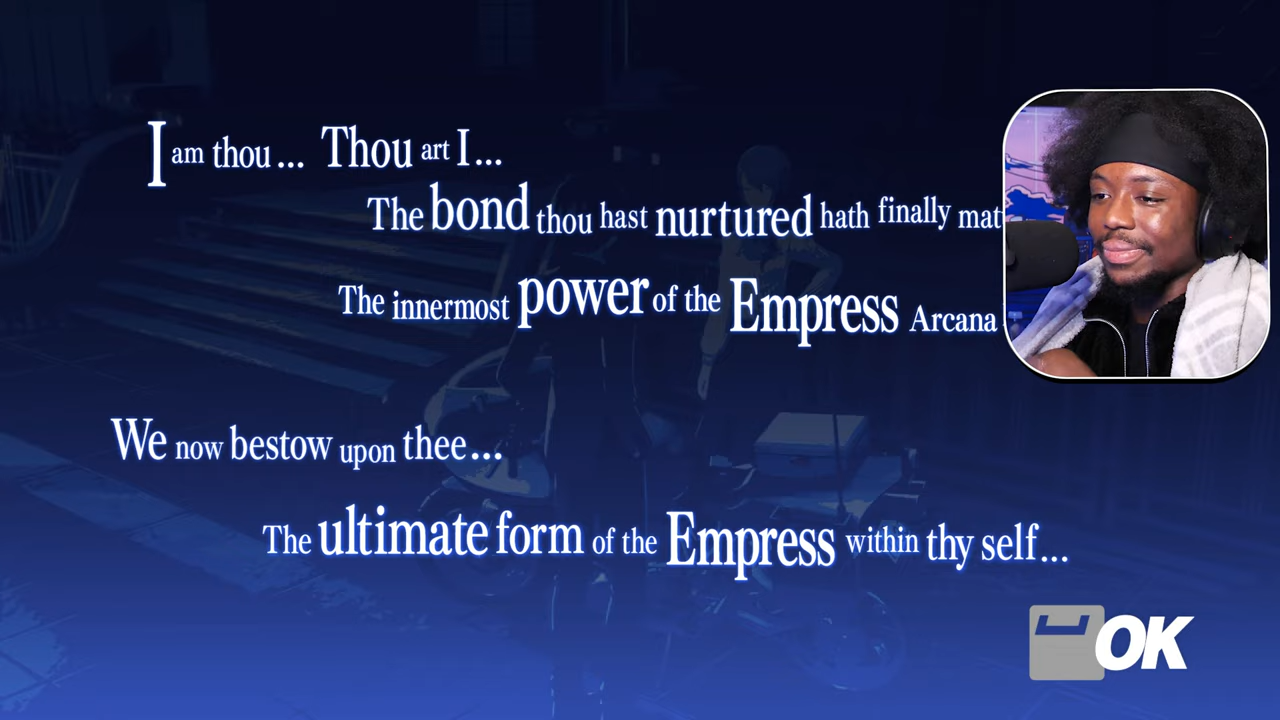 I am thou... Thou art I...
The bond thou hast nurtured hath finally
The innermost power of the Empress Arcana
We now bestow upon thee...
The ultimate form of the Empress within thy self...
OK